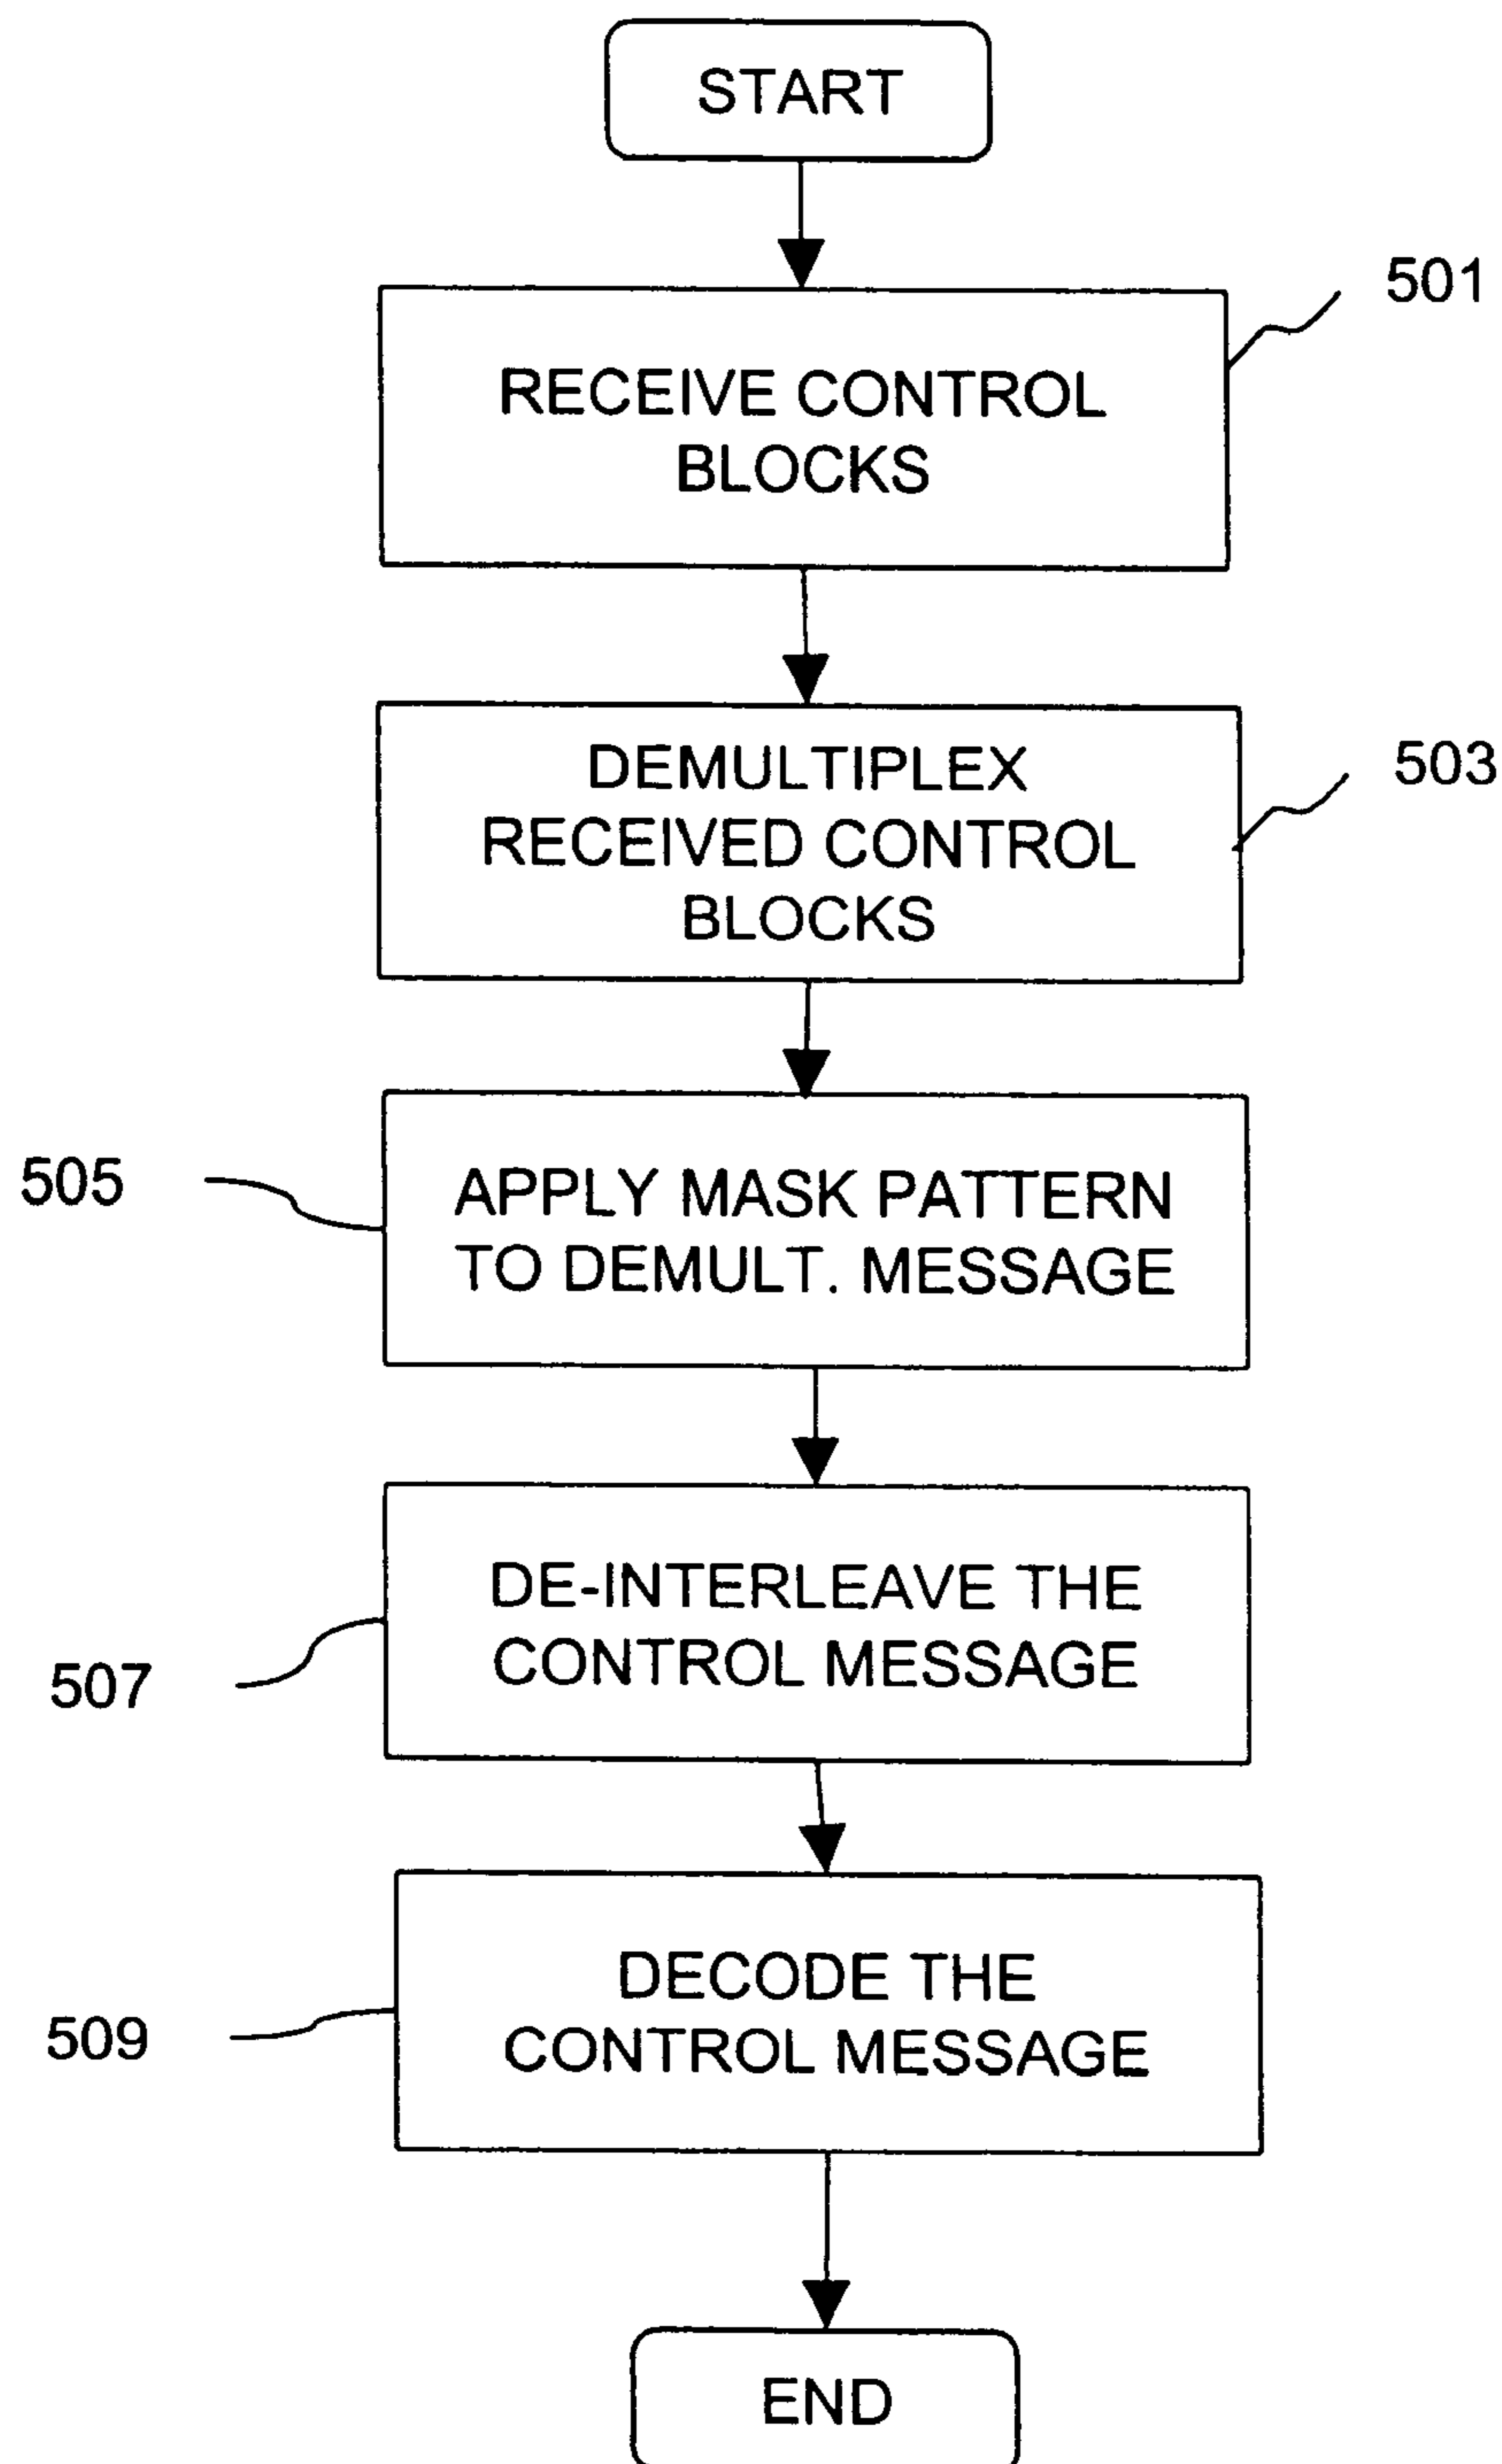 START
501
RECEIVE CONTROL
BLOCKS
503
DEMULTIPLEX
RECEIVED CONTROL
BLOCKS
505
APPLY MASK PATTERN
TO DEMULT. MESSAGE
507
DE-INTERLEAVE THE
CONTROL MESSAGE
509
DECODE THE
CONTROL MESSAGE
END